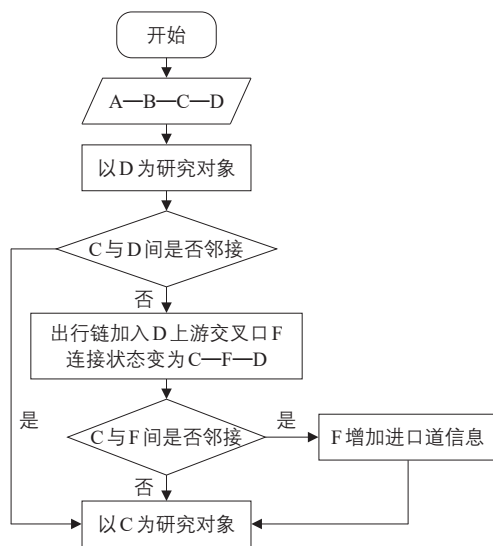 开始
A—B—C—D
以D为研究对象
C与D间是否邻接
否
出行链加入D上游交叉口F
连接状态变为C—F—D
是
C与F间是否邻接
是
F增加进口道信息
否
以C为研究对象